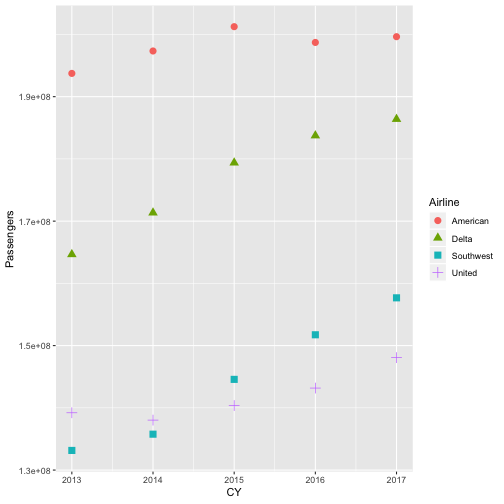 1.9e+08
1.7e+08
1.5e+08
1.3e+08
Passengers
2013 2014 2015 2016 2017
CY
Airline
American
Delta
Southwest
United